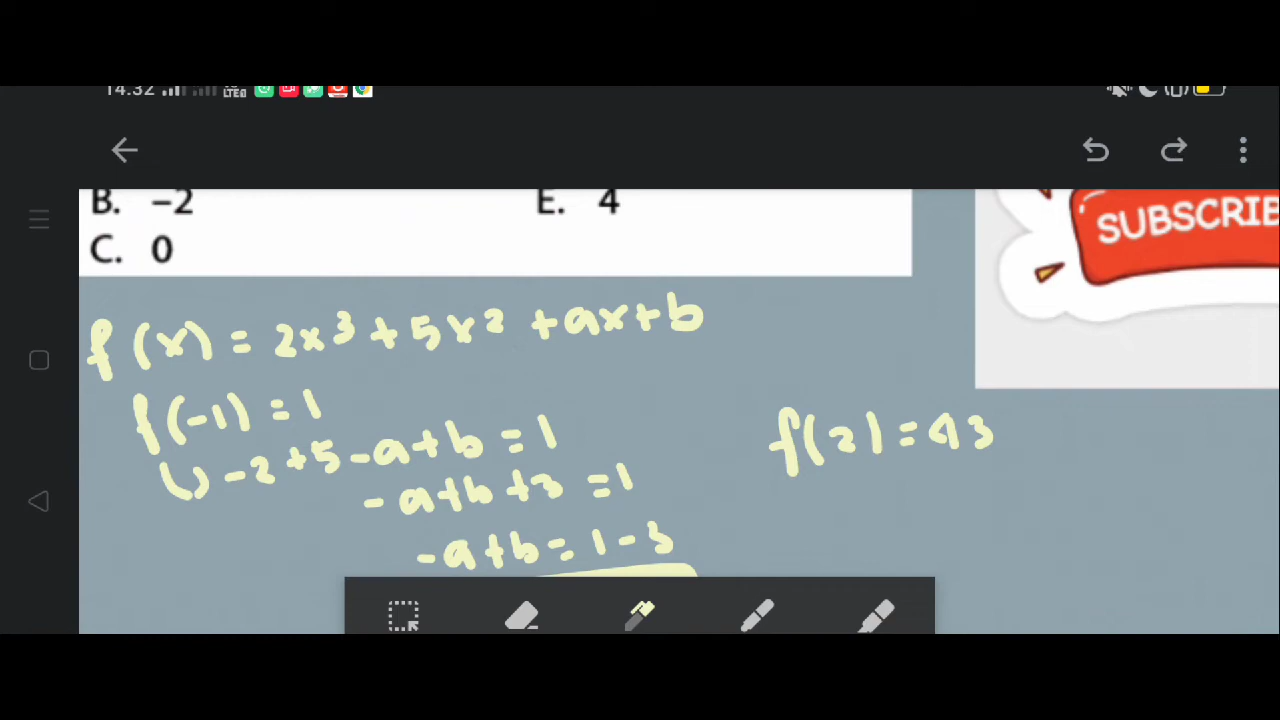 14.32
LTE
B. −2
E. 4
C. 0
SUBSCRIB
f(x) = 2x³ + 5x² + ax + b
f(-1) = 1
f(2) = 43
-2 + 5 - a + b = 1
-a + b + 3 = 1
-a + b = 1 - 3